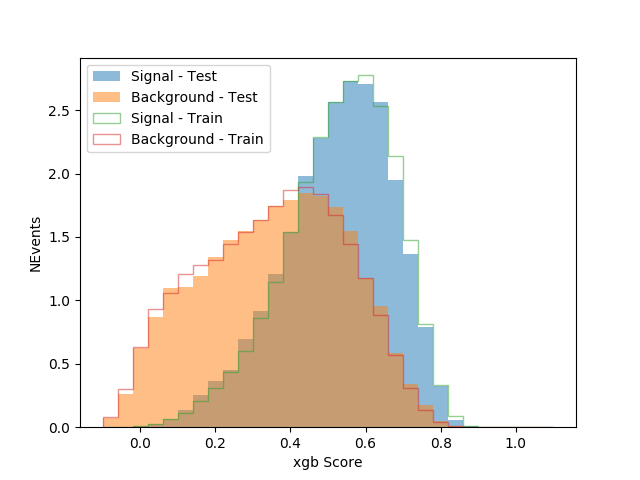 Signal - Test
Background - Test
Signal - Train
Background - Train
NEvents
2.5
2.0
1.5
1.0
0.5
0.0
0.0 0.2 0.4 0.6 0.8 1.0
xgb Score